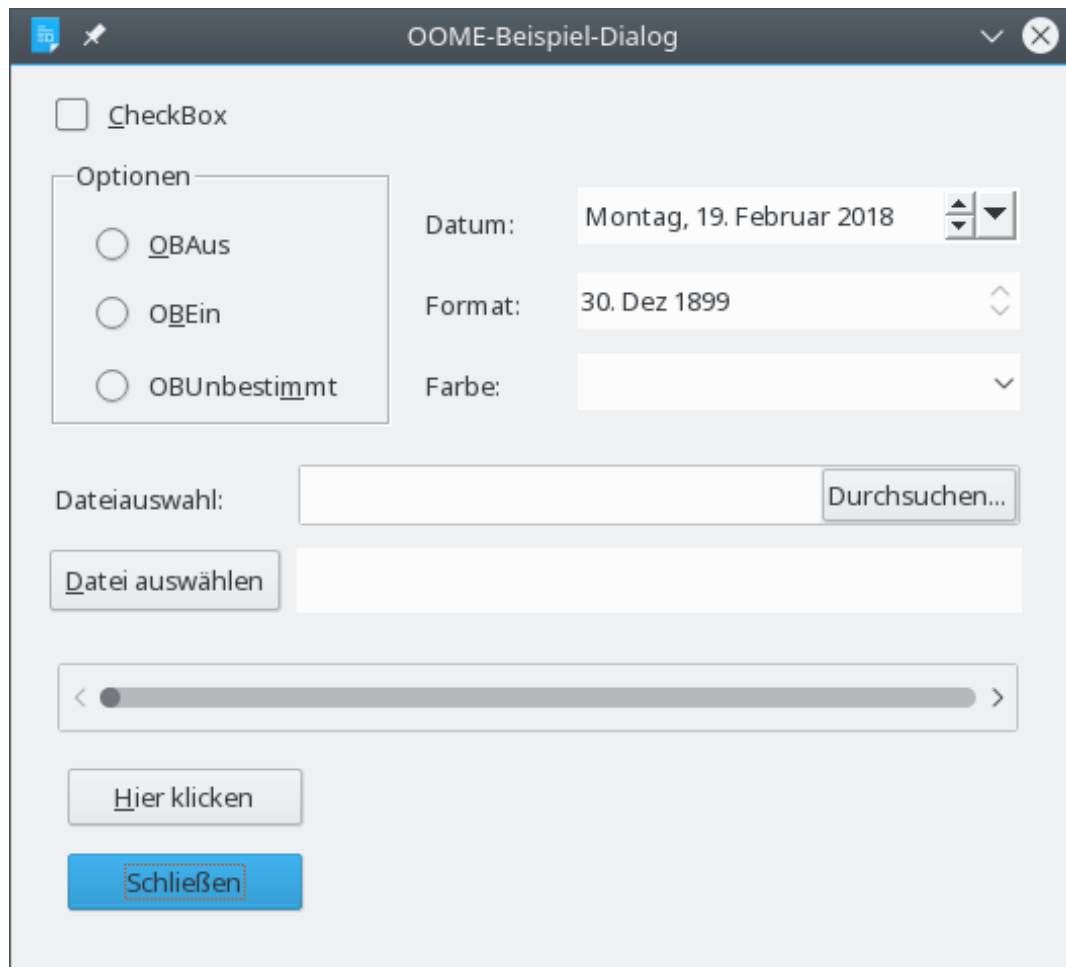 OOME-Beispiel-Dialog
CheckBox
Optionen
OBAus
OBEin
OBUnbestimmt
Datum: Montag, 19. Februar 2018
Format: 30. Dez 1899
Farbe:
Dateiauswahl: Durchsuchen...
Datei auswählen
Hier klicken
Schließen